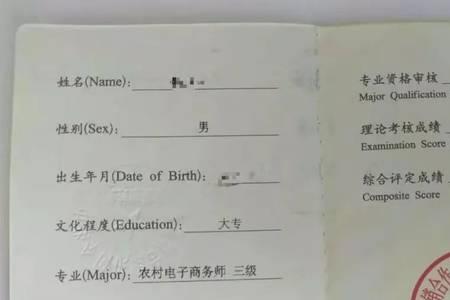 姓名(Name):
性别(Sex): 男
出生年月(Date of Birth):
文化程度(Education): 大专
专业(Major): 农村电子商务师 三级
专业资格审核
Major Qualification
理论考核成绩
Examination Score
综合评定成绩
Composite Score